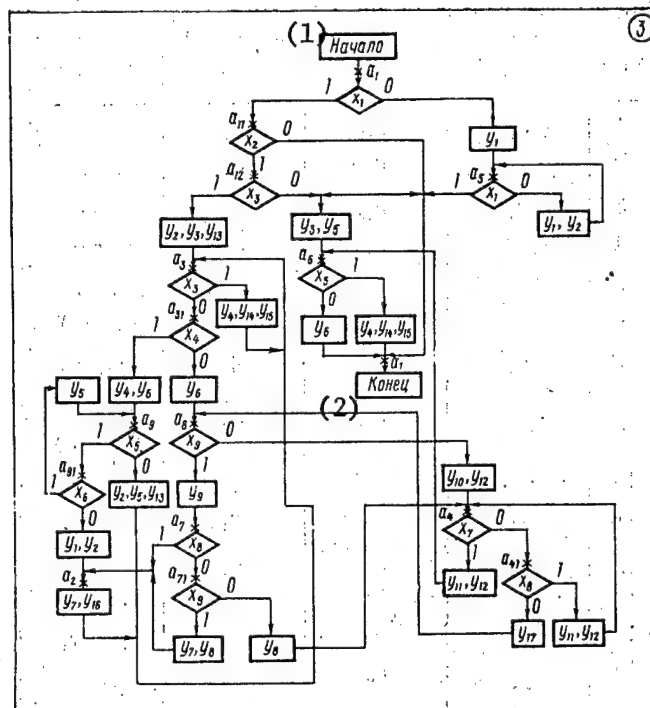 (1)
Начало
③
a₁
1
0
x₁
a₁₁
x₂
0
1
y₁
a₁₂
x₃
1
0
a₅
x₁
1
0
y₂, y₃, y₁₃
y₃, y₅
y₁, y₂
a₃
x₃
1
0
a₆
x₅
1
0
y₄, y₁₄, y₁₅
a₃₁
x₄
1
0
y₆
y₄, y₁₄, y₁₅
a₁
Конец
y₅
y₄, y₆
y₆
(2)
a₉
x₅
1
0
a₈
x₉
0
1
a₉₁
x₆
1
0
y₂, y₅, y₁₃
y₉
y₁₀, y₁₂
y₁, y₂
a₇
x₈
1
0
a₄
x₇
0
1
a₂
y₇, y₁₆
a₇₁
x₉
0
1
y₁₁, y₁₂
a₄₁
x₈
1
0
y₇, y₈
y₈
y₁₇
y₁₁, y₁₂